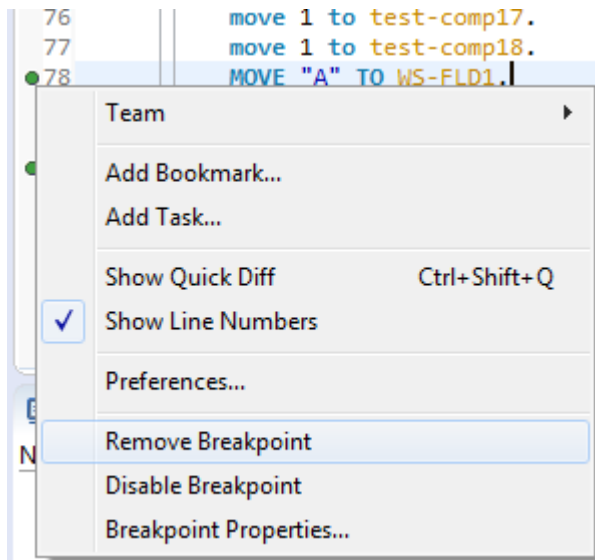 76 move 1 to test-comp17.
77 move 1 to test-comp18.
78 MOVE "A" TO WS-FLD1.
Team
Add Bookmark...
Add Task...
Show Quick Diff Ctrl+Shift+Q
Show Line Numbers
Preferences...
N
Remove Breakpoint
Disable Breakpoint
Breakpoint Properties...